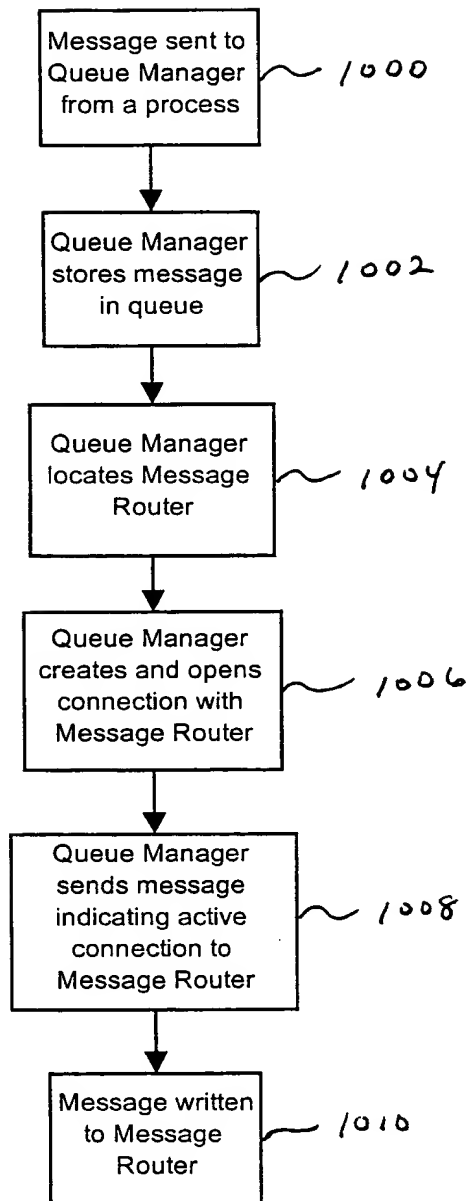 Message sent to
Queue Manager
from a process
1000
Queue Manager
stores message
in queue
1002
Queue Manager
locates Message
Router
1004
Queue Manager
creates and opens
connection with
Message Router
1006
Queue Manager
sends message
indicating active
connection to
Message Router
1008
Message written
to Message
Router
1010